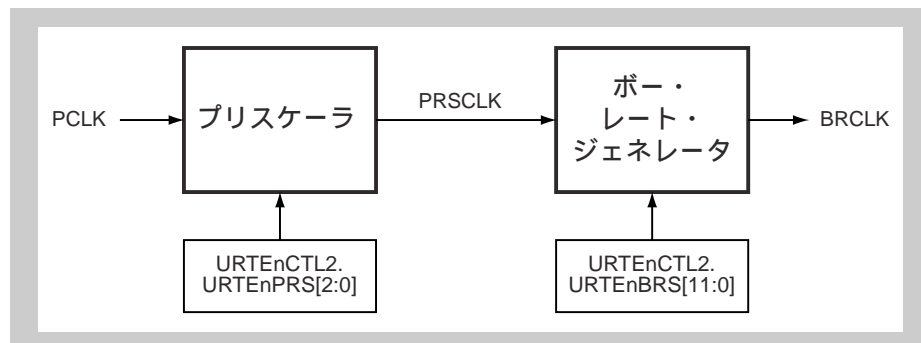 PCLK
プリスケーラ
PRSCLK
ボー・
レート・
ジェネレータ
BRCLK
URTEnCTL2.
URTEnPRS[2:0]
URTEnCTL2.
URTEnBRS[11:0]